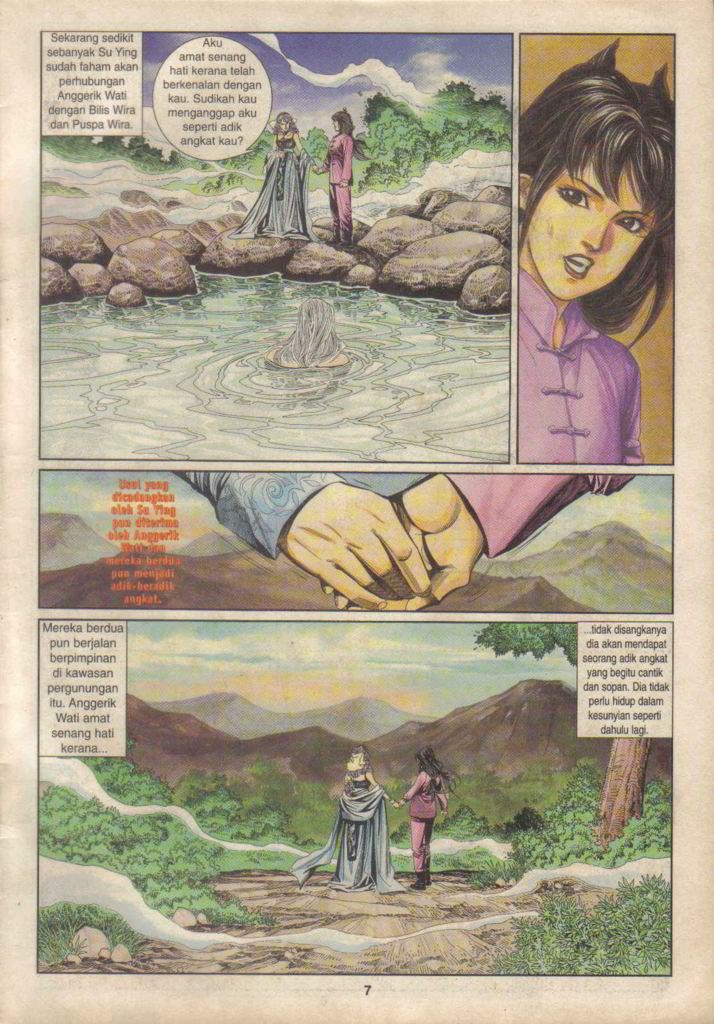 Sekarang sedikit
sebanyak Su Ying
sudah faham akan
perhubungan
Anggerik Wati
dengan Bilis Wira
dan Puspa Wira.
Aku
amat senang
hati kerana telah
berkenalan dengan
kau. Sudikah kau
menganggap aku
seperti adik
angkat kau?
Usul yang
dicadangkan
oleh Su Ying
pun diterima
oleh Anggerik
Wati dan
mereka berdua
pun menjadi
adik-beradik
angkat.
Mereka berdua
pun berjalan
berpimpinan
di kawasan
pergunungan
itu. Anggerik
Wati amat
senang hati
kerana...
...tidak disangkanya
dia akan mendapat
seorang adik angkat
yang begitu cantik
dan sopan. Dia tidak
perlu hidup dalam
kesunyian seperti
dahulu lagi.
7